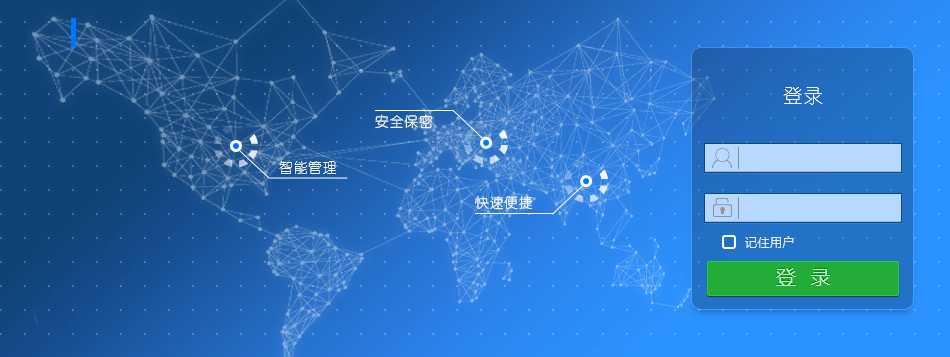 安全保密
智能管理
快速便捷
登录
记住用户
登 录